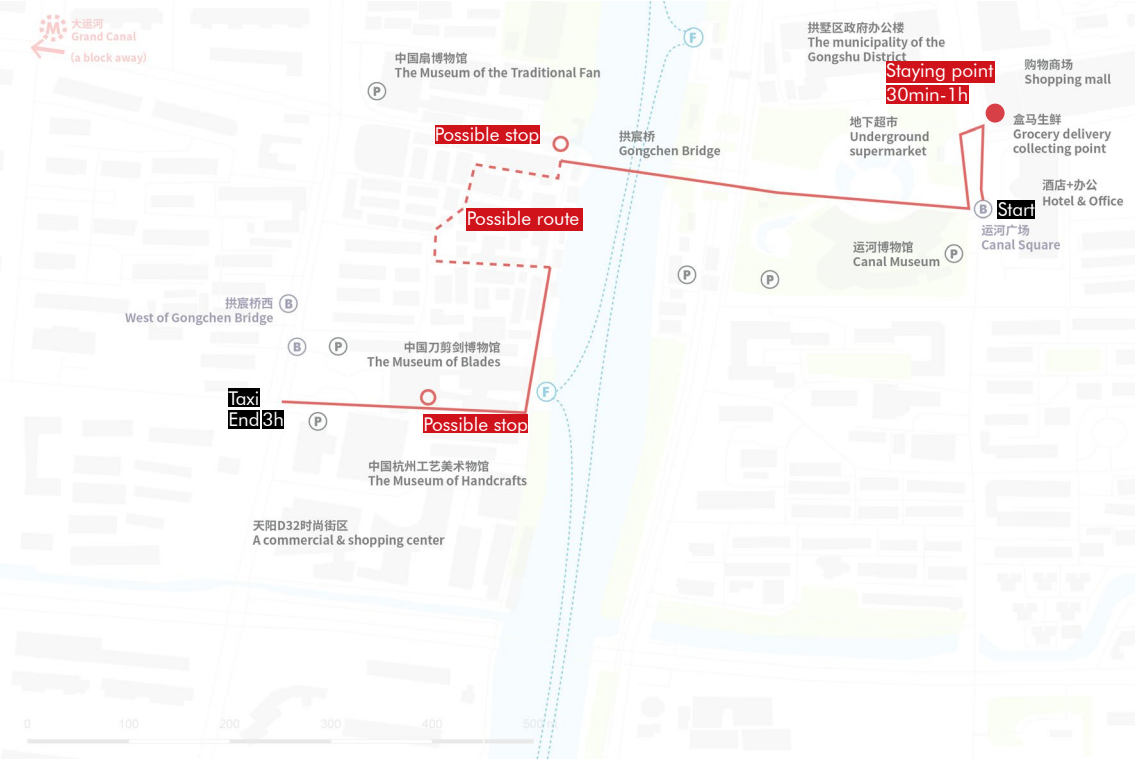 大运河
Grand Canal
(a block away)
M
中国扇博物馆
The Museum of the Traditional Fan
P
F
拱墅区政府办公楼
The municipality of the
Gongshu District
Staying point
30min-1h
购物商场
Shopping mall
地下超市
Underground
supermarket
盒马生鲜
Grocery delivery
collecting point
Possible stop
拱宸桥
Gongchen Bridge
酒店+办公
Hotel & Office
B
Start
运河广场
Canal Square
Possible route
运河博物馆
Canal Museum
P
P
P
拱宸桥西
West of Gongchen Bridge
B
B
P
中国刀剪剑博物馆
The Museum of Blades
F
Taxi
End 3h
P
Possible stop
中国杭州工艺美术物馆
The Museum of Handcrafts
天阳D32时尚街区
A commercial & shopping center
0 100 200 300 400 500 m